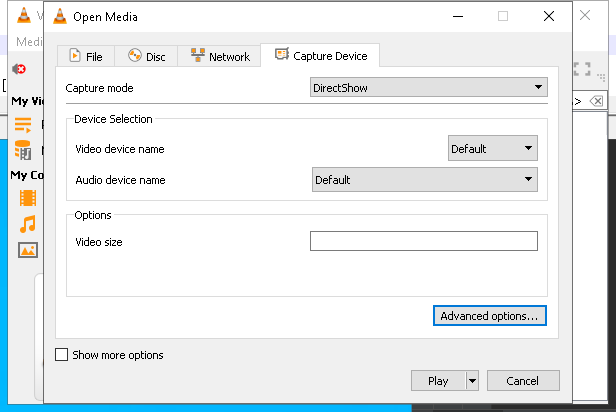 Open Media
Medi
File
Disc
Network
Capture Device
Capture mode
DirectShow
My Vi
Device Selection
Video device name
Default
My Co
Audio device name
Default
Options
Video size
Advanced options...
Show more options
Play
Cancel